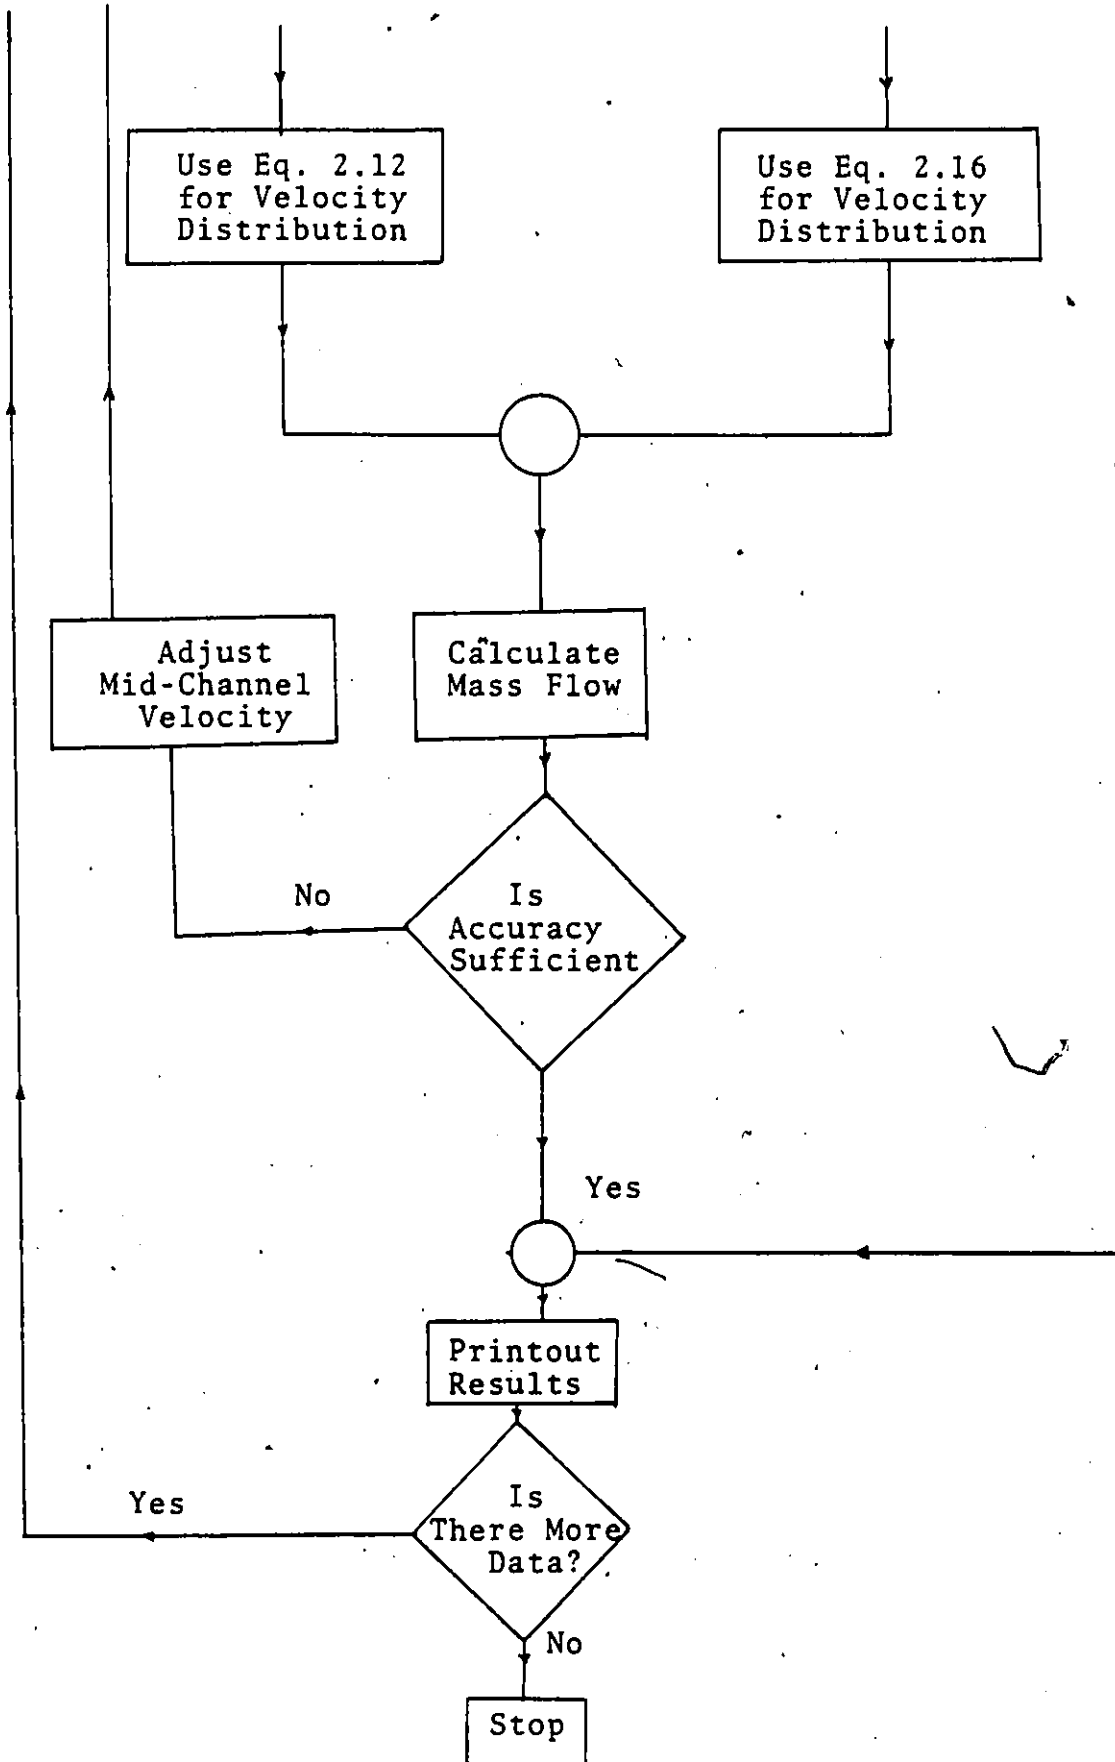 Use Eq. 2.12
for Velocity
Distribution
Use Eq. 2.16
for Velocity
Distribution
Adjust
Mid-Channel
Velocity
Calculate
Mass Flow
No
Is
Accuracy
Sufficient
Yes
Printout
Results
Yes
Is
There More
Data?
No
Stop